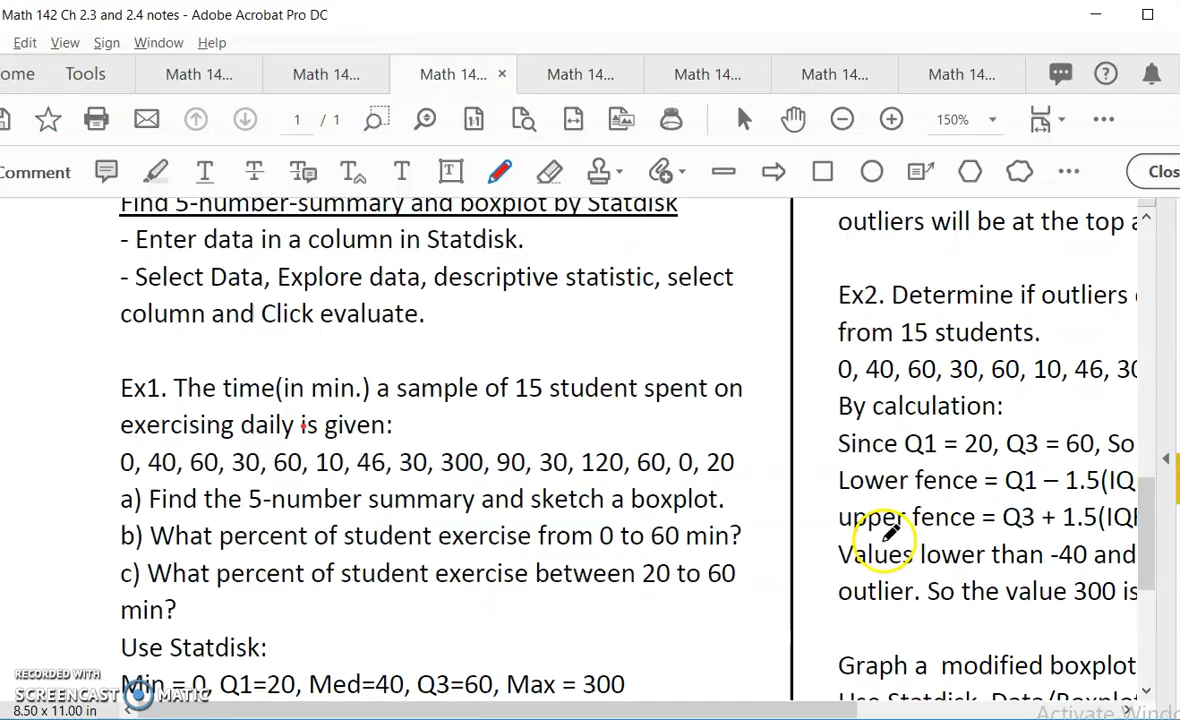 Math 142 Ch 2.3 and 2.4 notes - Adobe Acrobat Pro DC
Edit View Sign Window Help
ome Tools Math 14... Math 14... Math 14... × Math 14... Math 14... Math 14... Math 14...
1 / 1 150%
Comment Clos
Find 5-number-summary and boxplot by Statdisk
- Enter data in a column in Statdisk.
- Select Data, Explore data, descriptive statistic, select
column and Click evaluate.
Ex1. The time(in min.) a sample of 15 student spent on
exercising daily is given:
0, 40, 60, 30, 60, 10, 46, 30, 300, 90, 30, 120, 60, 0, 20
a) Find the 5-number summary and sketch a boxplot.
b) What percent of student exercise from 0 to 60 min?
c) What percent of student exercise between 20 to 60
min?
Use Statdisk:
Min = 0, Q1=20, Med=40, Q3=60, Max = 300
outliers will be at the top
Ex2. Determine if outliers
from 15 students.
0, 40, 60, 30, 60, 10, 46, 30
By calculation:
Since Q1 = 20, Q3 = 60, So
Lower fence = Q1 – 1.5(IQ
upper fence = Q3 + 1.5(IQR
Values lower than -40 and
outlier. So the value 300 is
Graph a modified boxplot
Use Statdisk, Data/Boxplot
RECORDED WITH
SCREENCAST MATIC
8.50 x 11.00 in
Activate Windo